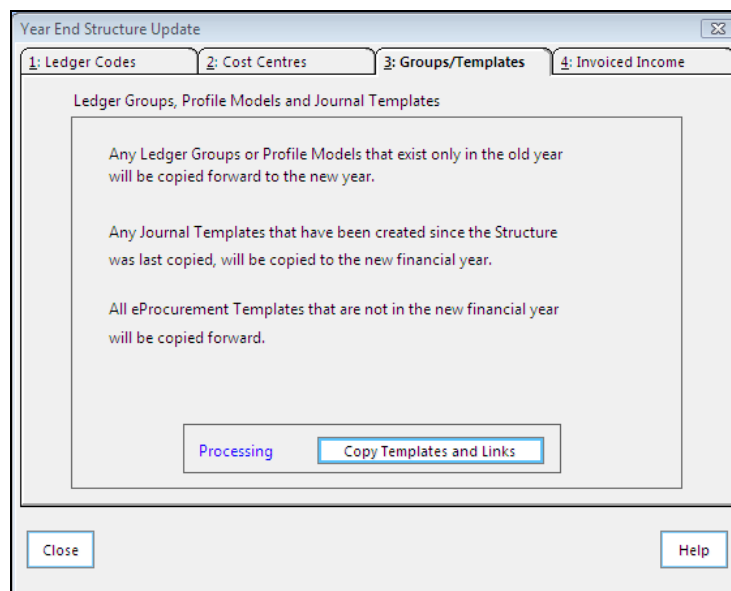 Year End Structure Update
1: Ledger Codes
2: Cost Centres
3: Groups/Templates
4: Invoiced Income
Ledger Groups, Profile Models and Journal Templates
Any Ledger Groups or Profile Models that exist only in the old year
will be copied forward to the new year.
Any Journal Templates that have been created since the Structure
was last copied, will be copied to the new financial year.
All eProcurement Templates that are not in the new financial year
will be copied forward.
Processing
Copy Templates and Links
Close
Help